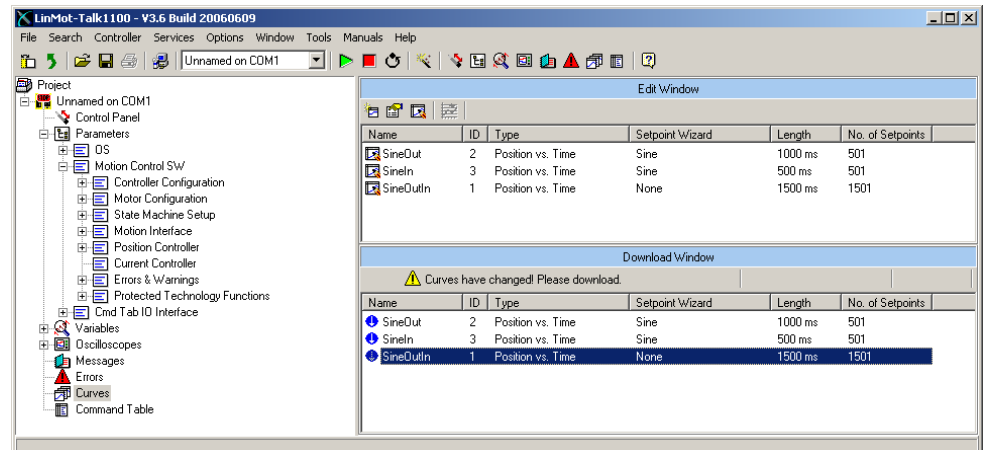 LinMot-Talk1100 - V3.6 Build 20060609
File Search Controller Services Options Window Tools Manuals Help
Unnamed on COM1
Project
Unnamed on COM1
Control Panel
Parameters
OS
Motion Control SW
Controller Configuration
Motor Configuration
State Machine Setup
Motion Interface
Position Controller
Current Controller
Errors & Warnings
Protected Technology Functions
Cmd Tab IO Interface
Variables
Oscilloscopes
Messages
Errors
Curves
Command Table
Edit Window
Name ID Type Setpoint Wizard Length No. of Setpoints
SineOut 2 Position vs. Time Sine 1000 ms 501
SineIn 3 Position vs. Time Sine 500 ms 501
SineOutIn 1 Position vs. Time None 1500 ms 1501
Download Window
Curves have changed! Please download.
Name ID Type Setpoint Wizard Length No. of Setpoints
SineOut 2 Position vs. Time Sine 1000 ms 501
SineIn 3 Position vs. Time Sine 500 ms 501
SineOutIn 1 Position vs. Time None 1500 ms 1501